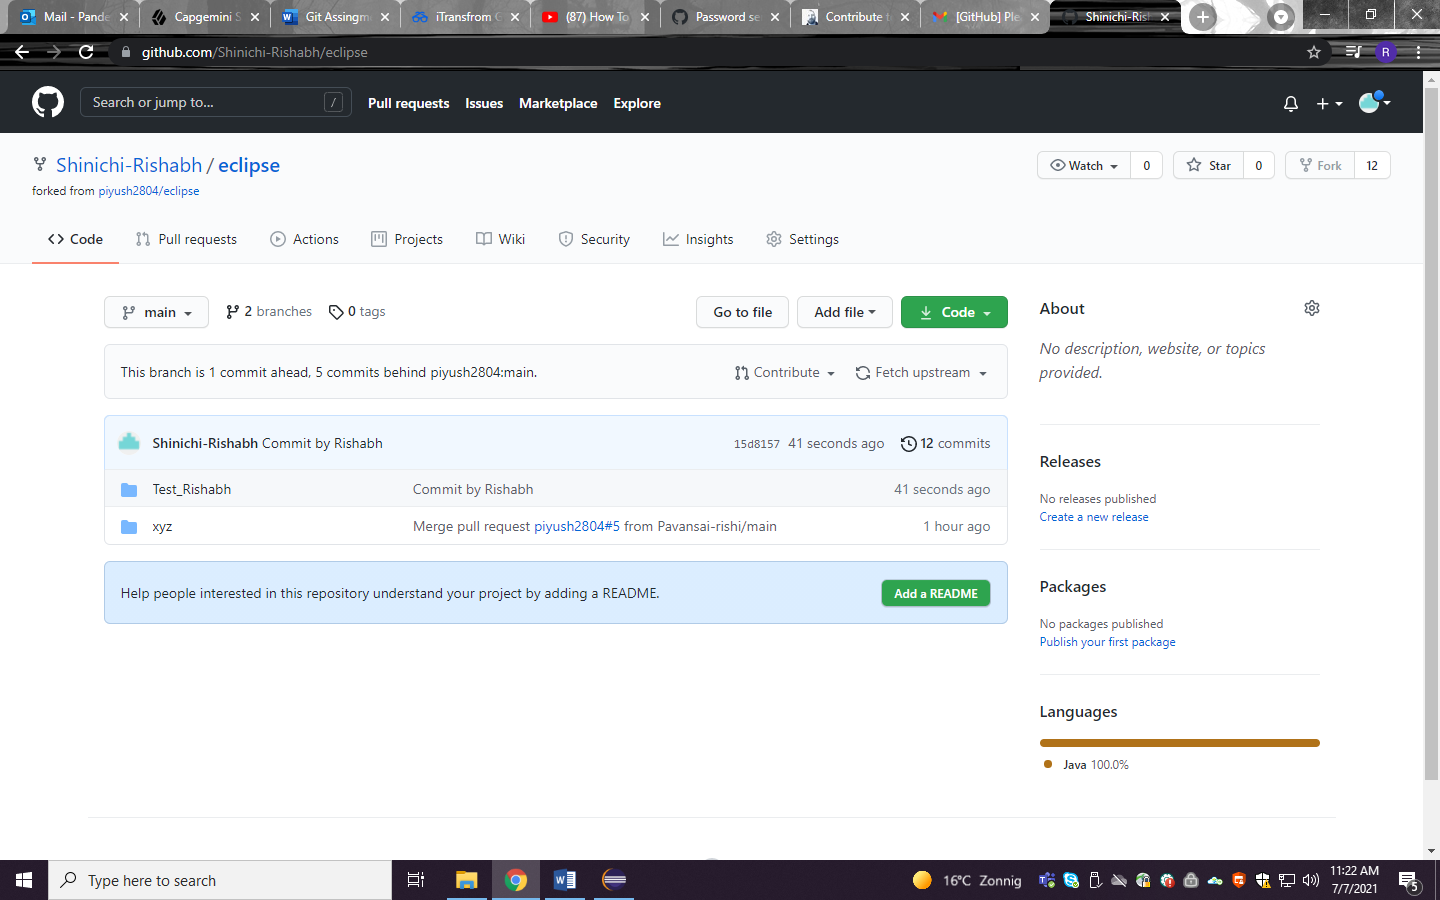 Mail - Pande
Capgemini S
Git Assingme
iTransfrom G
(87) How To
Password se
Contribute t
[GitHub] Ple
Shinichi-Rish
github.com/Shinichi-Rishabh/eclipse
R
Search or jump to...
/
Pull requests
Issues
Marketplace
Explore
Shinichi-Rishabh / eclipse
Watch 0
Star 0
Fork 12
forked from piyush2804/eclipse
Code
Pull requests
Actions
Projects
Wiki
Security
Insights
Settings
main
2 branches
0 tags
Go to file
Add file
Code
This branch is 1 commit ahead, 5 commits behind piyush2804:main.
Contribute
Fetch upstream
Shinichi-Rishabh Commit by Rishabh
15d8157 41 seconds ago
12 commits
Test_Rishabh
Commit by Rishabh
41 seconds ago
xyz
Merge pull request piyush2804#5 from Pavansai-rishi/main
1 hour ago
Help people interested in this repository understand your project by adding a README.
Add a README
About
No description, website, or topics
provided.
Releases
No releases published
Create a new release
Packages
No packages published
Publish your first package
Languages
Java 100.0%
Type here to search
16°C Zonnig
11:22 AM
7/7/2021
5